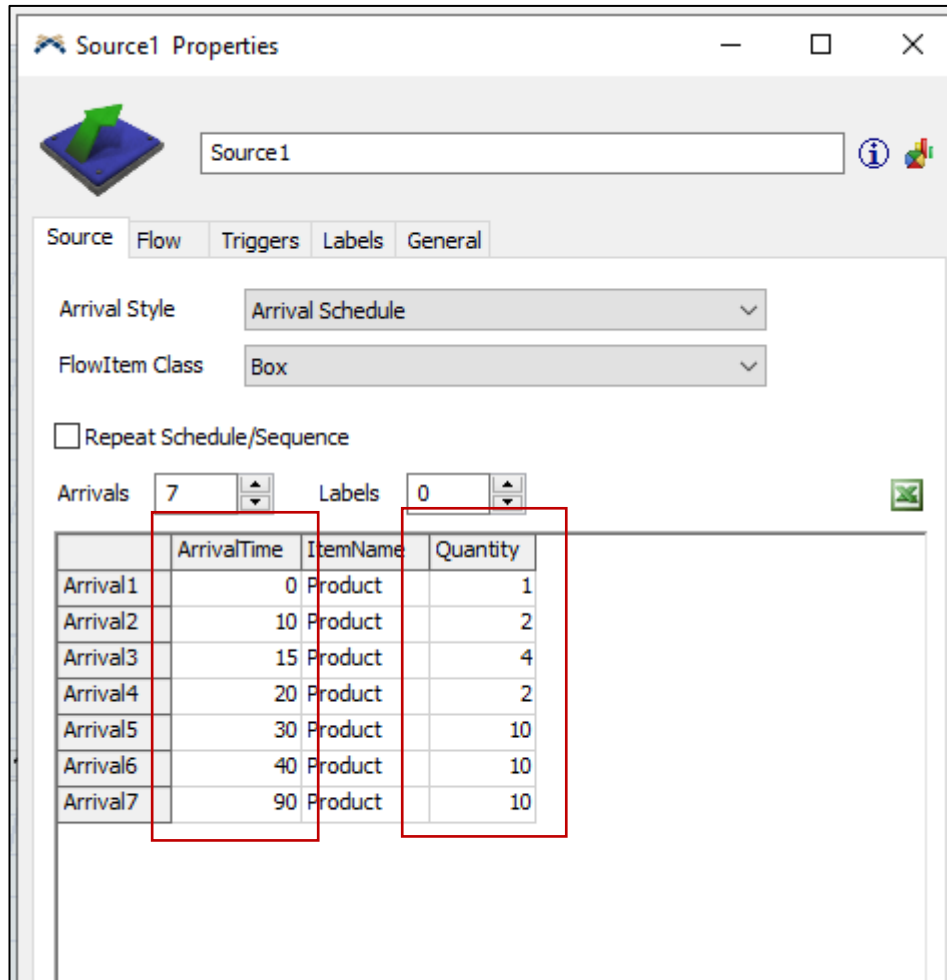 Source1 Properties
Source1
Source Flow Triggers Labels General
Arrival Style Arrival Schedule
FlowItem Class Box
Repeat Schedule/Sequence
Arrivals 7 Labels 0
ArrivalTime ItemName Quantity
Arrival1 0 Product 1
Arrival2 10 Product 2
Arrival3 15 Product 4
Arrival4 20 Product 2
Arrival5 30 Product 10
Arrival6 40 Product 10
Arrival7 90 Product 10